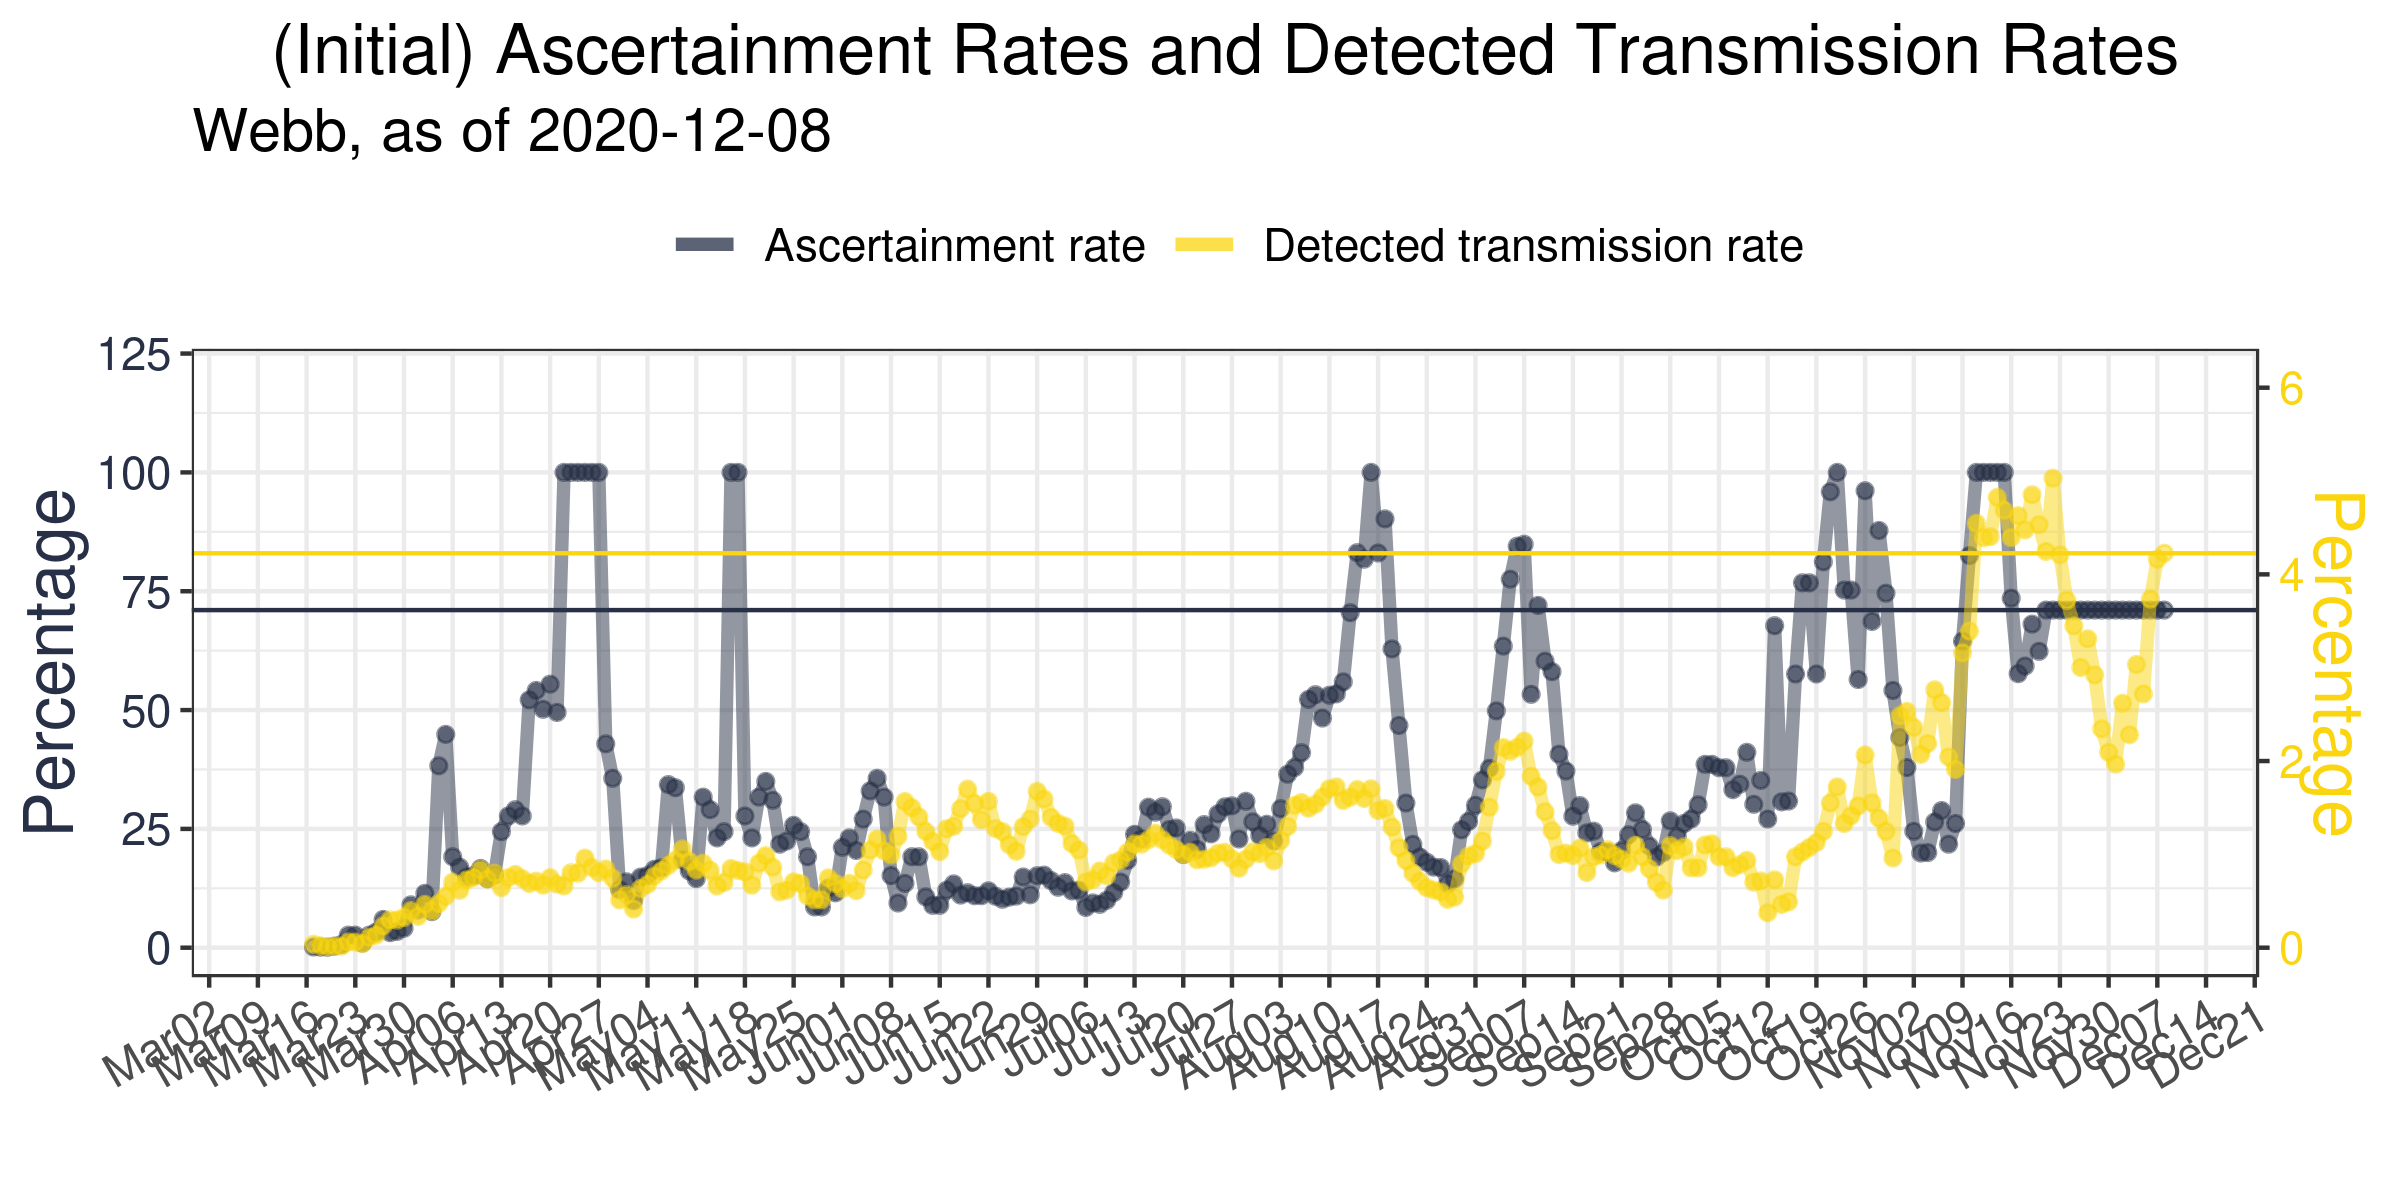 (Initial) Ascertainment Rates and Detected Transmission Rates
Webb, as of 2020-12-08
Ascertainment rate
Detected transmission rate
Percentage
125
100
75
50
25
0
6
4
2
0
Percentage
Mar02
Mar09
Mar16
Mar23
Mar30
Apr06
Apr13
Apr20
Apr27
May04
May11
May18
May25
Jun01
Jun08
Jun15
Jun22
Jun29
Jul06
Jul13
Jul20
Jul27
Aug03
Aug10
Aug17
Aug24
Aug31
Sep07
Sep14
Sep21
Sep28
Oct05
Oct12
Oct19
Oct26
Nov02
Nov09
Nov16
Nov23
Nov30
Dec07
Dec14
Dec21